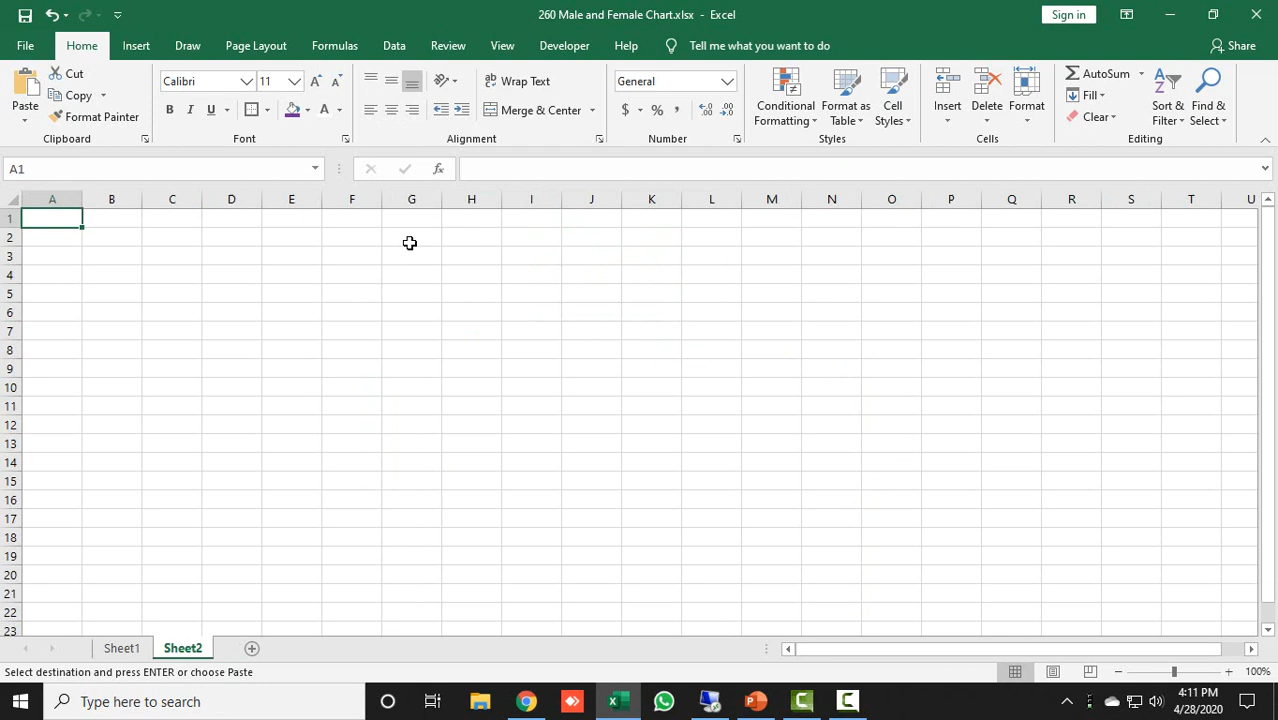 260 Male and Female Chart.xlsx - Excel
Sign in
File Home Insert Draw Page Layout Formulas Data Review View Developer Help Tell me what you want to do Share
Paste
Cut
Copy
Format Painter
Clipboard
Calibri 11
B I U
Font
Wrap Text
Merge & Center
Alignment
General
$ % ,
Number
Conditional Formatting
Format as Table
Cell Styles
Styles
Insert
Delete
Format
Cells
AutoSum
Fill
Clear
Sort & Filter
Find & Select
Editing
A1
fx
A B C D E F G H I J K L M N O P Q R S T U
1
2
3
4
5
6
7
8
9
10
11
12
13
14
15
16
17
18
19
20
21
22
23
Sheet1 Sheet2
Select destination and press ENTER or choose Paste
100%
Type here to search
4:11 PM
4/28/2020